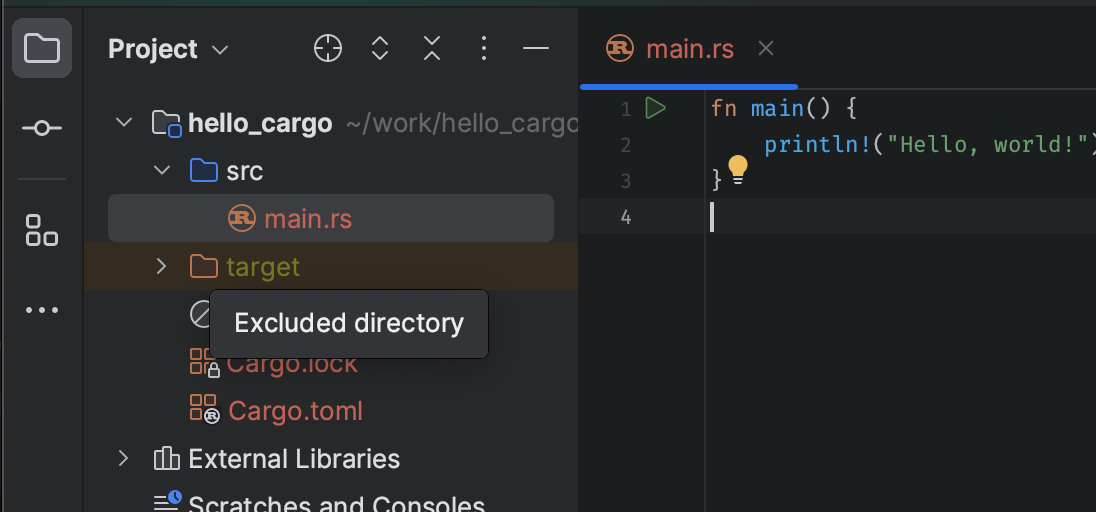 Project
hello_cargo ~/work/hello_cargo
src
main.rs
target
Excluded directory
Cargo.lock
Cargo.toml
External Libraries
Scratches and Consoles
main.rs
1 fn main() {
2 println!("Hello, world!")
3 }
4